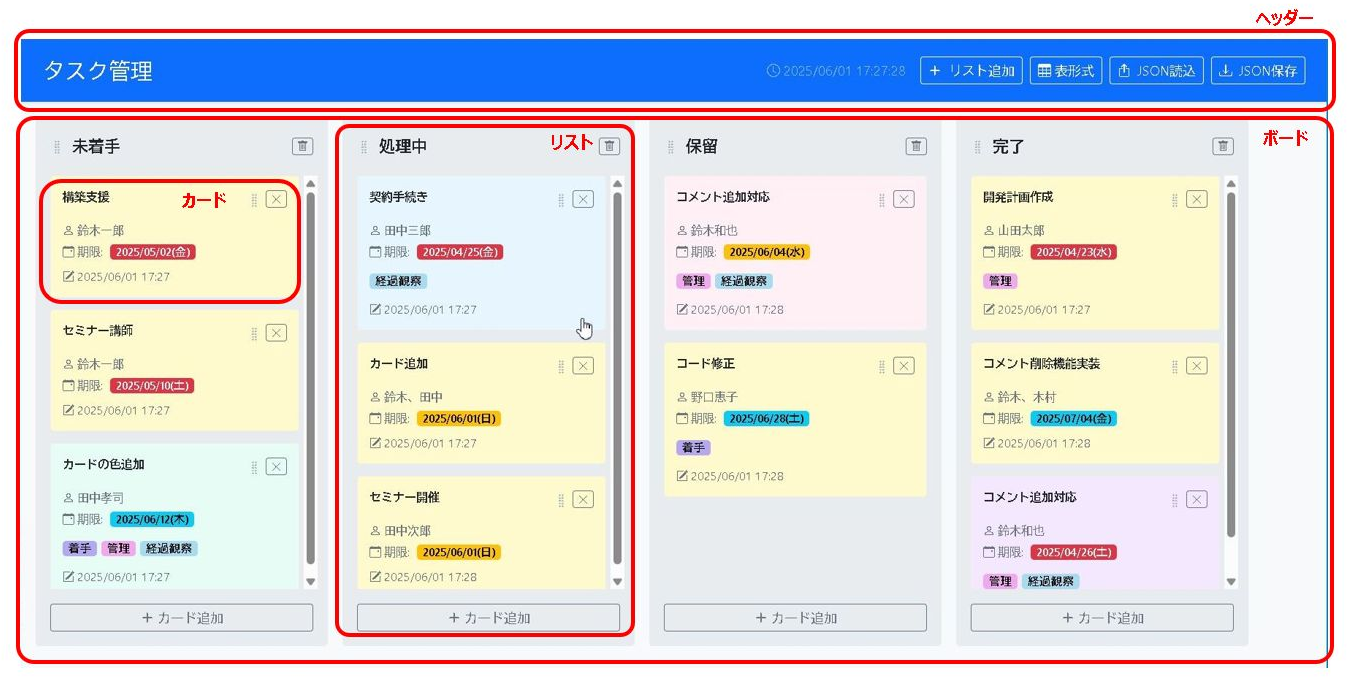 ヘッダー
タスク管理
2025/06/01 17:27:28
+ リスト追加
表形式
JSON読込
JSON保存
ボード
未着手
カード
構築支援
鈴木一郎
期限: 2025/05/02(金)
2025/06/01 17:27
セミナー講師
鈴木一郎
期限: 2025/05/10(土)
2025/06/01 17:27
カードの色追加
田中孝司
期限: 2025/06/12(木)
着手 管理 経過観察
2025/06/01 17:27
+ カード追加
処理中
リスト
契約手続き
田中三郎
期限: 2025/04/25(金)
経過観察
2025/06/01 17:27
カード追加
鈴木、田中
期限: 2025/06/01(日)
2025/06/01 17:27
セミナー開催
田中次郎
期限: 2025/06/01(日)
2025/06/01 17:28
+ カード追加
保留
コメント追加対応
鈴木和也
期限: 2025/06/04(水)
管理 経過観察
2025/06/01 17:28
コード修正
野口恵子
期限: 2025/06/28(土)
着手
2025/06/01 17:28
+ カード追加
完了
開発計画作成
山田太郎
期限: 2025/04/23(水)
管理
2025/06/01 17:27
コメント削除機能実装
鈴木、木村
期限: 2025/07/04(金)
2025/06/01 17:28
コメント追加対応
鈴木和也
期限: 2025/04/26(土)
管理 経過観察
+ カード追加